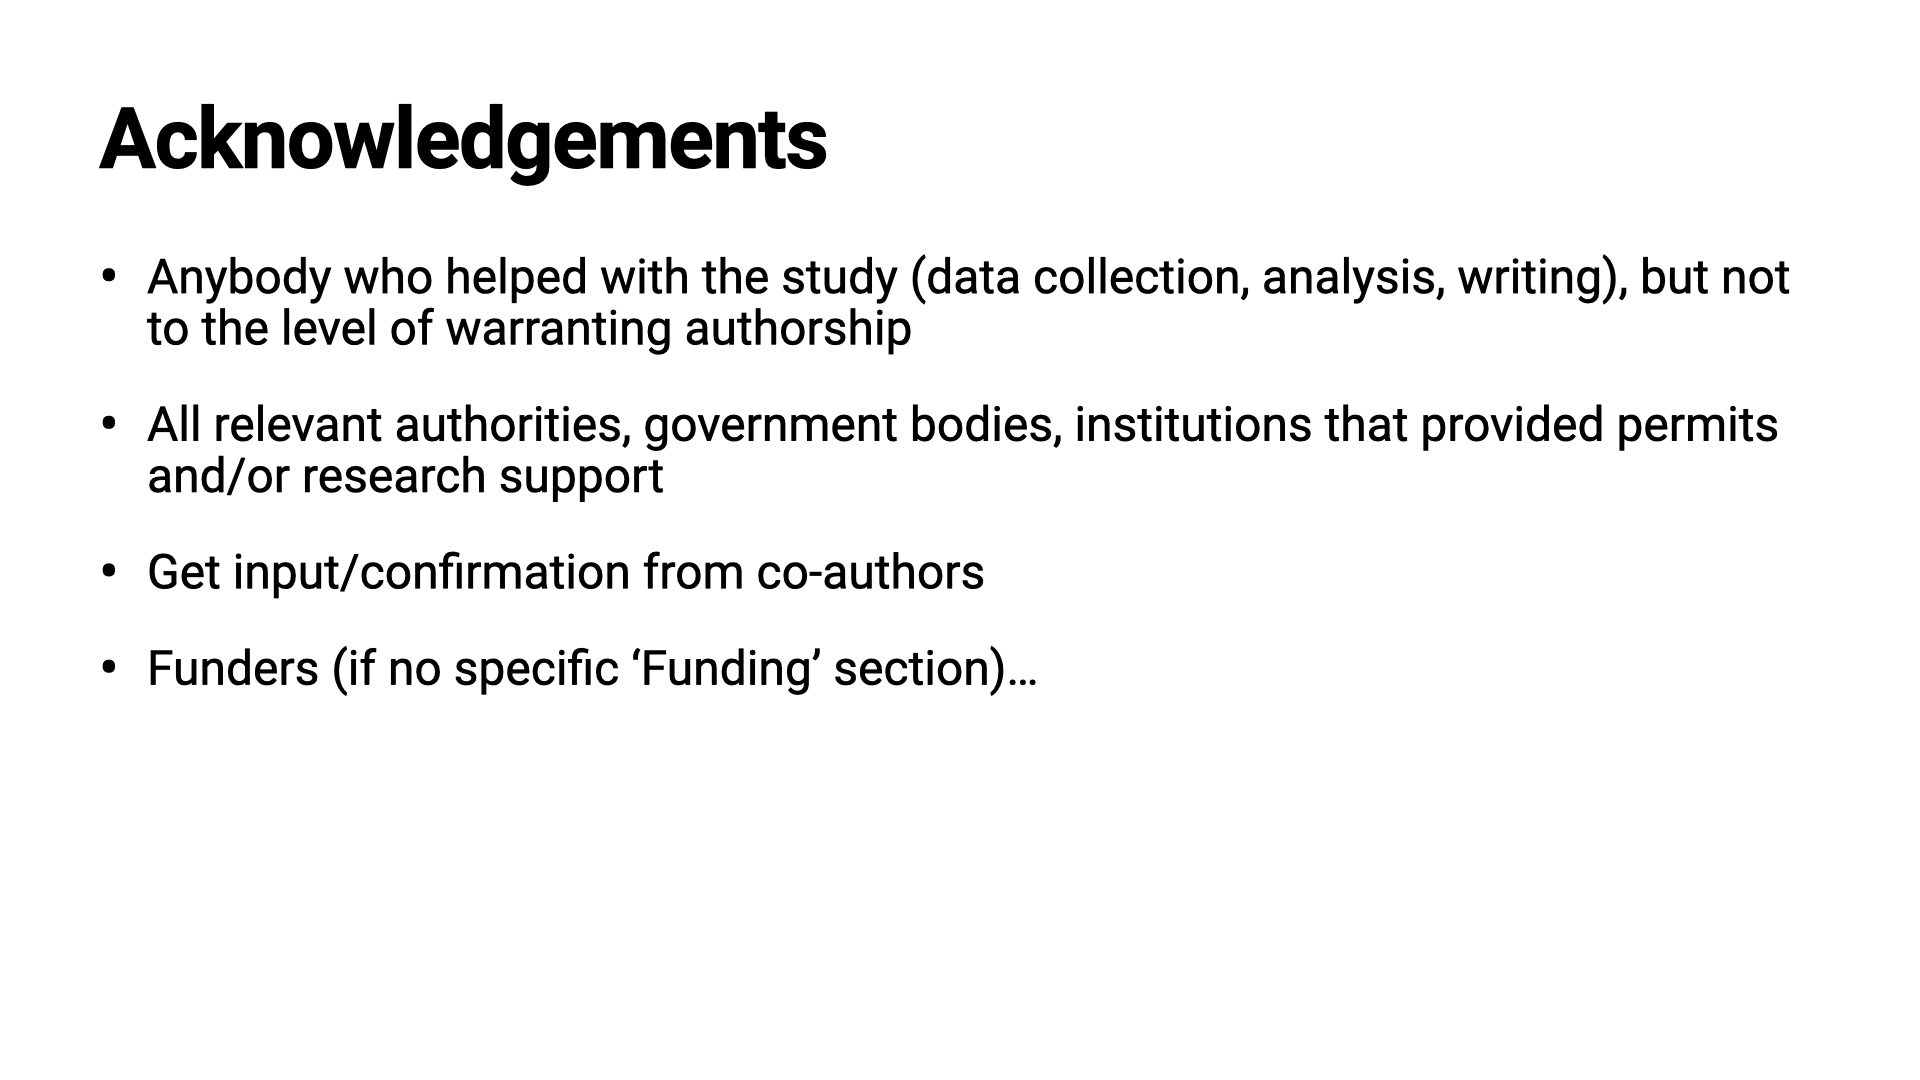 Acknowledgements
• Anybody who helped with the study (data collection, analysis, writing), but not
to the level of warranting authorship
• All relevant authorities, government bodies, institutions that provided permits
and/or research support
• Get input/confirmation from co-authors
• Funders (if no specific ‘Funding’ section)…